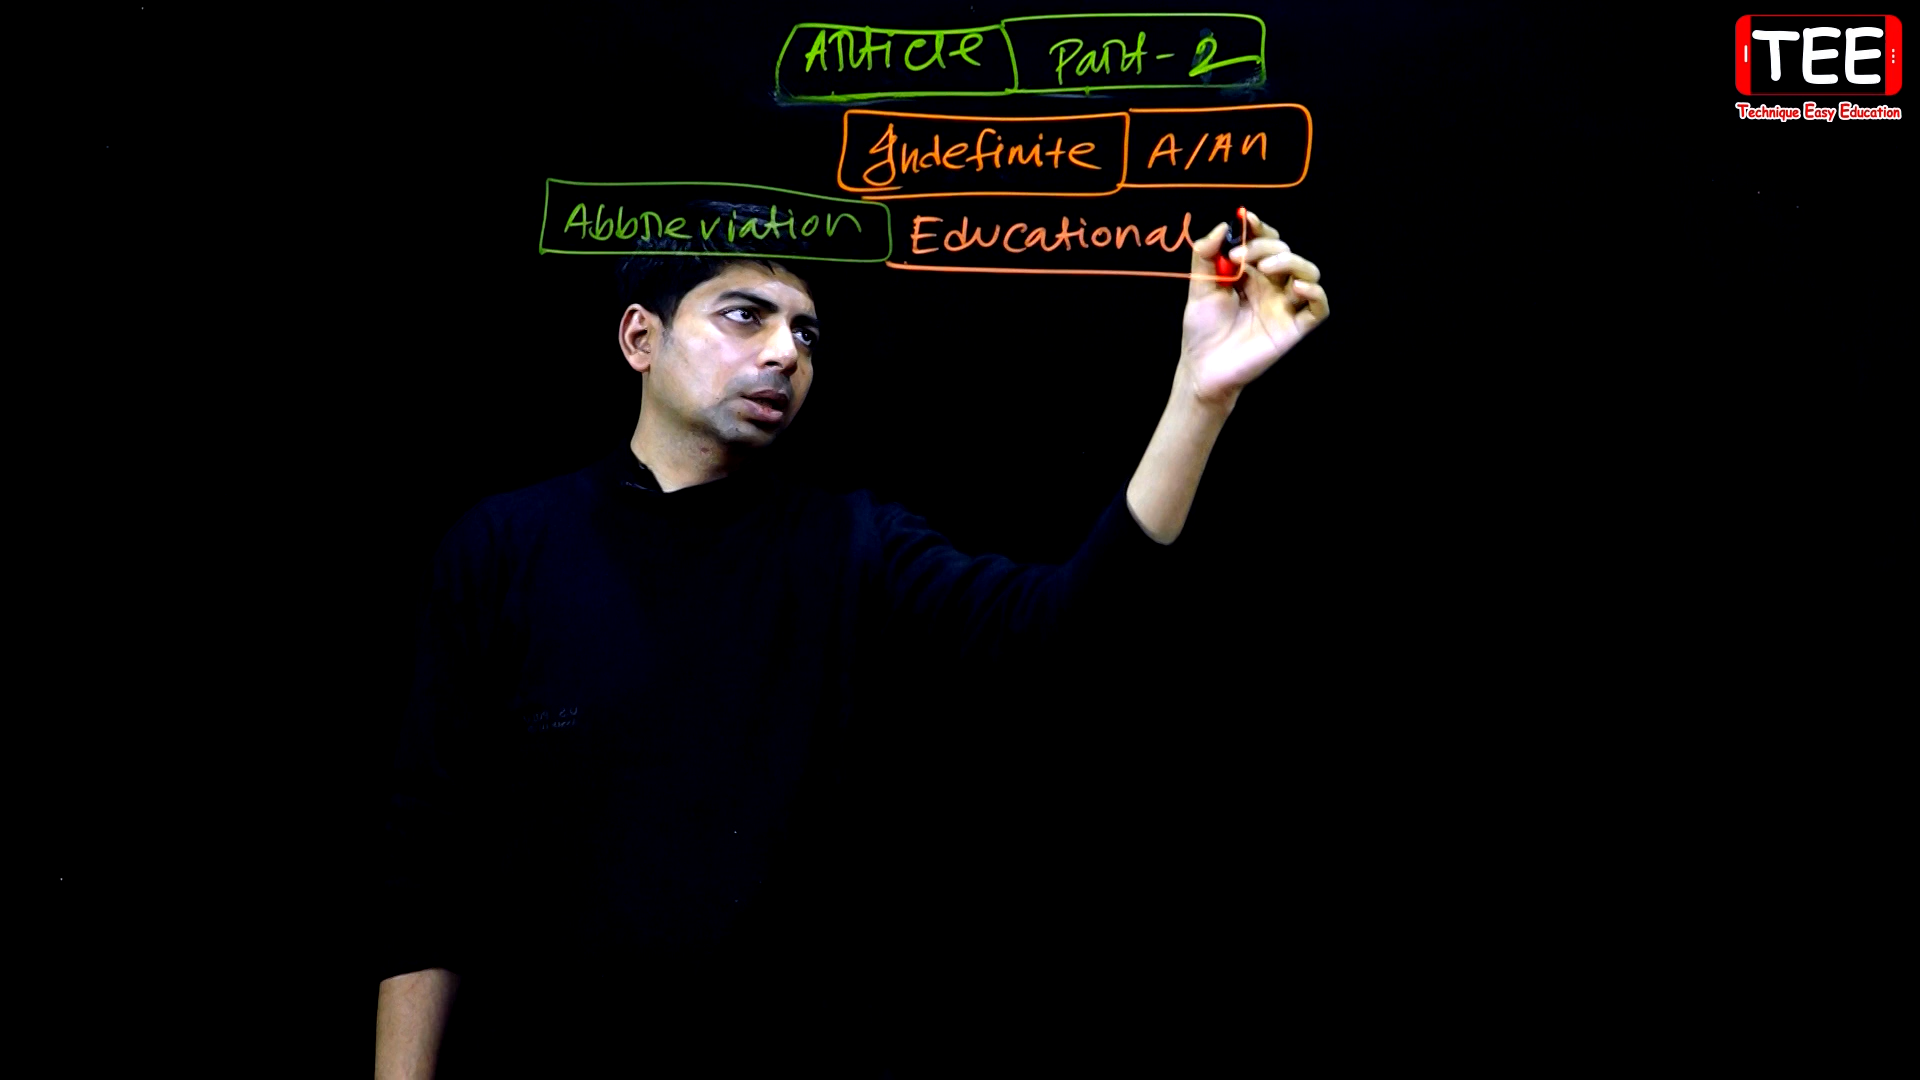 Article Part-2
TEE
Technique Easy Education
Indefinite A/An
Abbreviation Educational